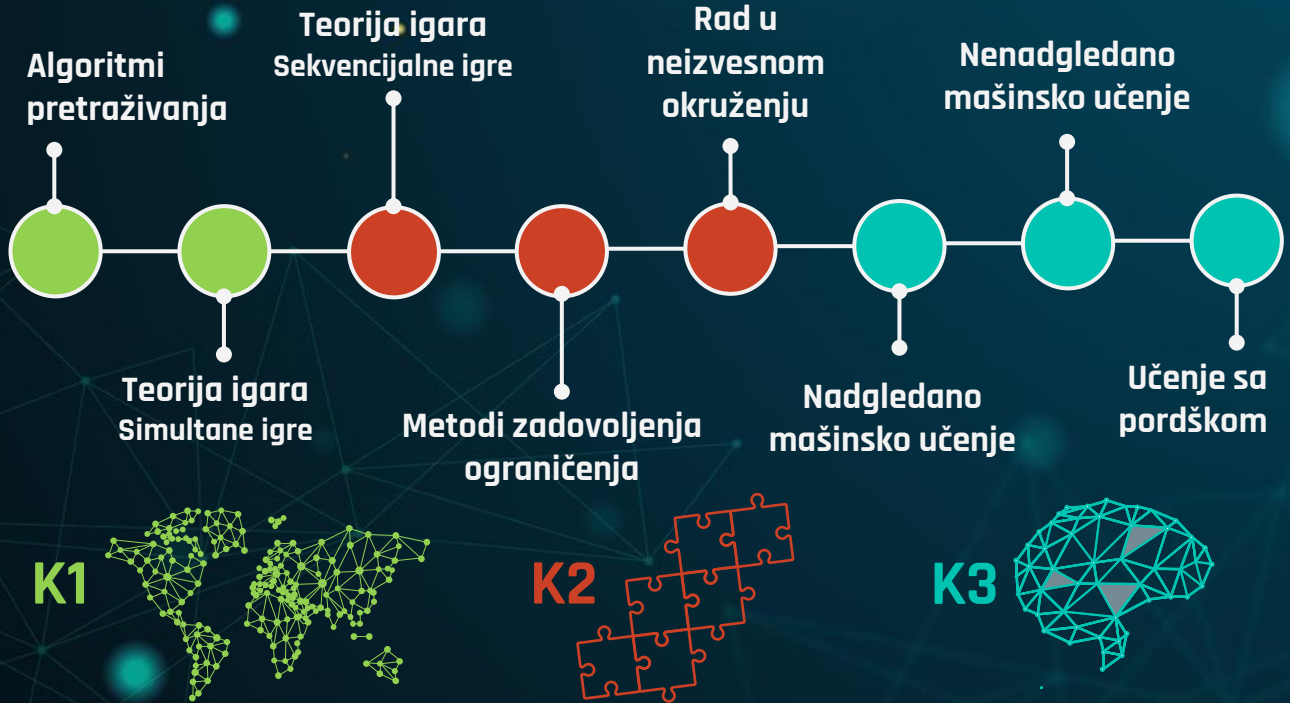 Algoritmi
pretraživanja
Teorija igara
Simultane igre
Teorija igara
Sekvencijalne igre
Metodi zadovoljenja
ograničenja
Rad u
neizvesnom
okruženju
Nadgledano
mašinsko učenje
Nenadgledano
mašinsko učenje
Učenje sa
pordškom
K1
K2
K3